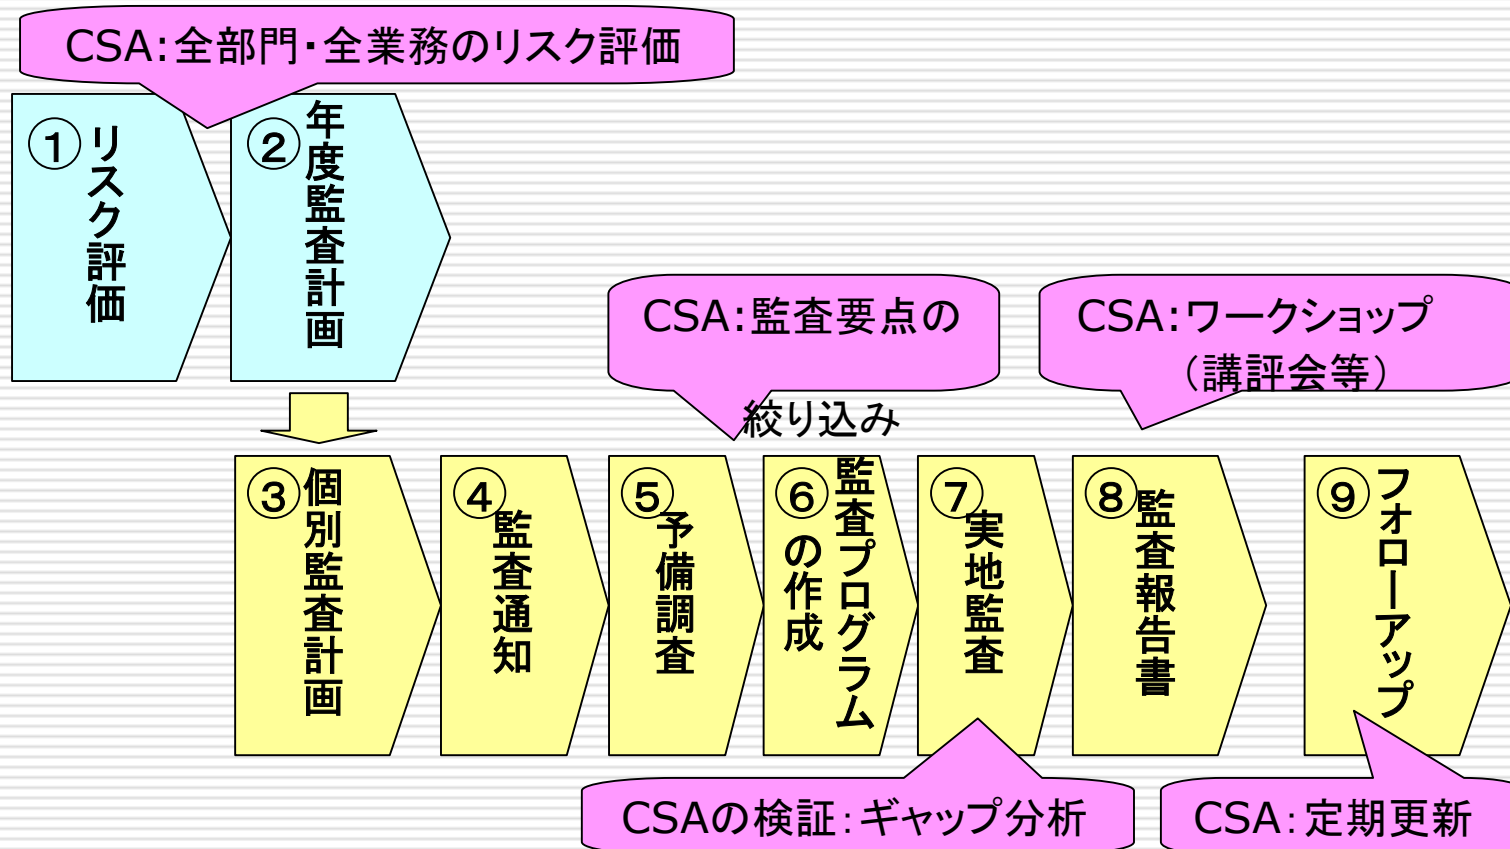 CSA:全部門・全業務のリスク評価
①リスク評価
②年度監査計画
CSA:監査要点の
絞り込み
CSA:ワークショップ
（講評会等）
③個別監査計画
④監査通知
⑤予備調査
⑥監査プログラム
の作成
⑦実地監査
⑧監査報告書
⑨フォローアップ
CSAの検証：ギャップ分析
CSA：定期更新